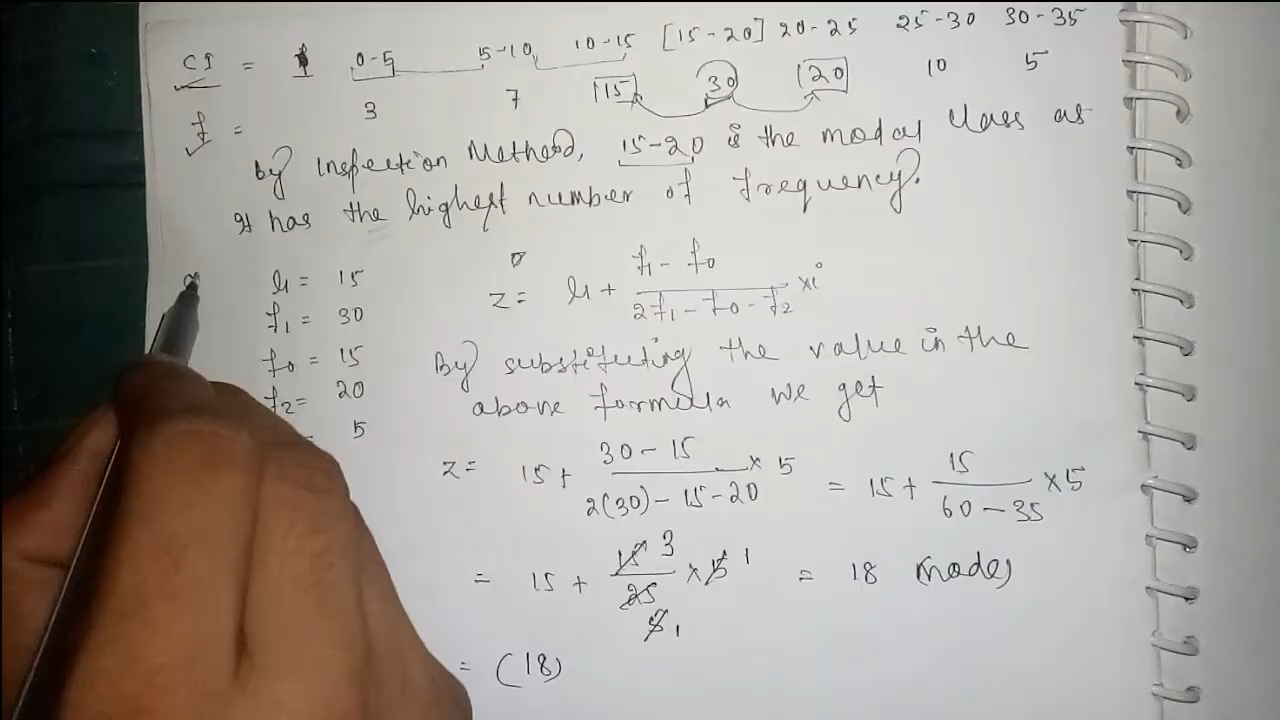 CI = 0-5 5-10 10-15 [15-20] 20-25 25-30 30-35
f = 3 7 15 30 20 10 5
By Inspection Method, 15-20 is the modal class as
It has the highest number of frequency.
l1 = 15
f1 = 30
f0 = 15
f2 = 20
5
z = l1 + f1 - f0 / 2f1 - f0 - f2 × i
By substituting the value in the
above formula we get
z = 15 + 30 - 15 / 2(30) - 15 - 20 × 5 = 15 + 15 / 60 - 35 × 5
= 15 + 15 3 / 25 5 1 × 5 1 = 18 modes
= (18)